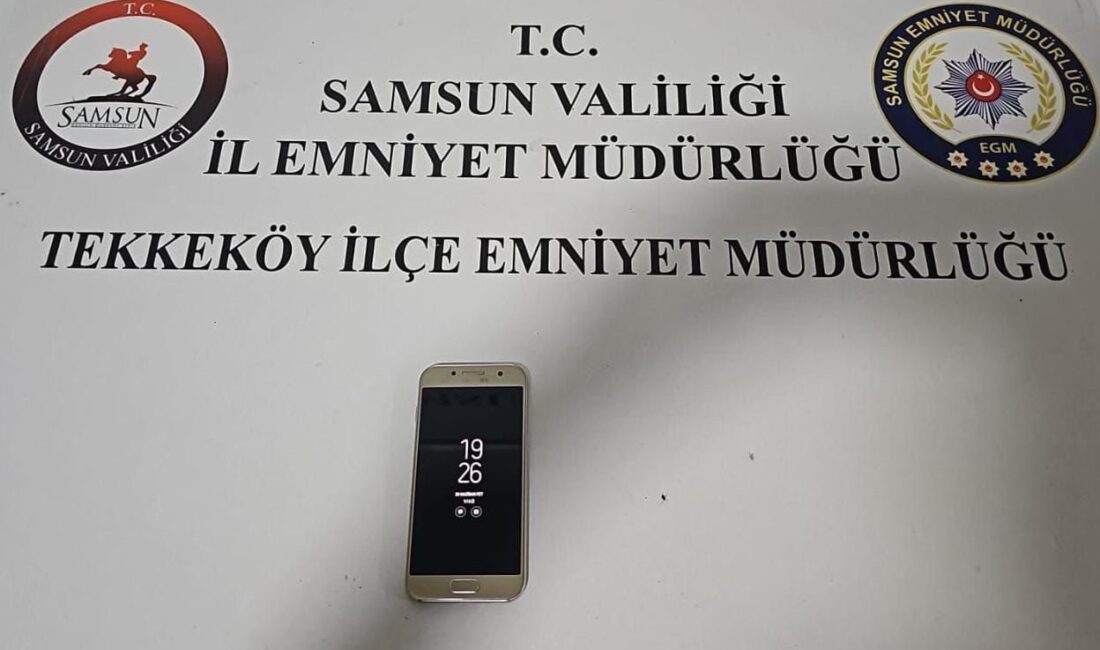 T.C.
SAMSUN
SAMSUN VALİLİĞİ
T.C.
SAMSUN VALİLİĞİ
İL EMNİYET MÜDÜRLÜĞÜ
TEKKEKÖY İLÇE EMNİYET MÜDÜRLÜĞÜ
SAMSUN EMNİYET MÜDÜRLÜĞÜ
EGM
19
26